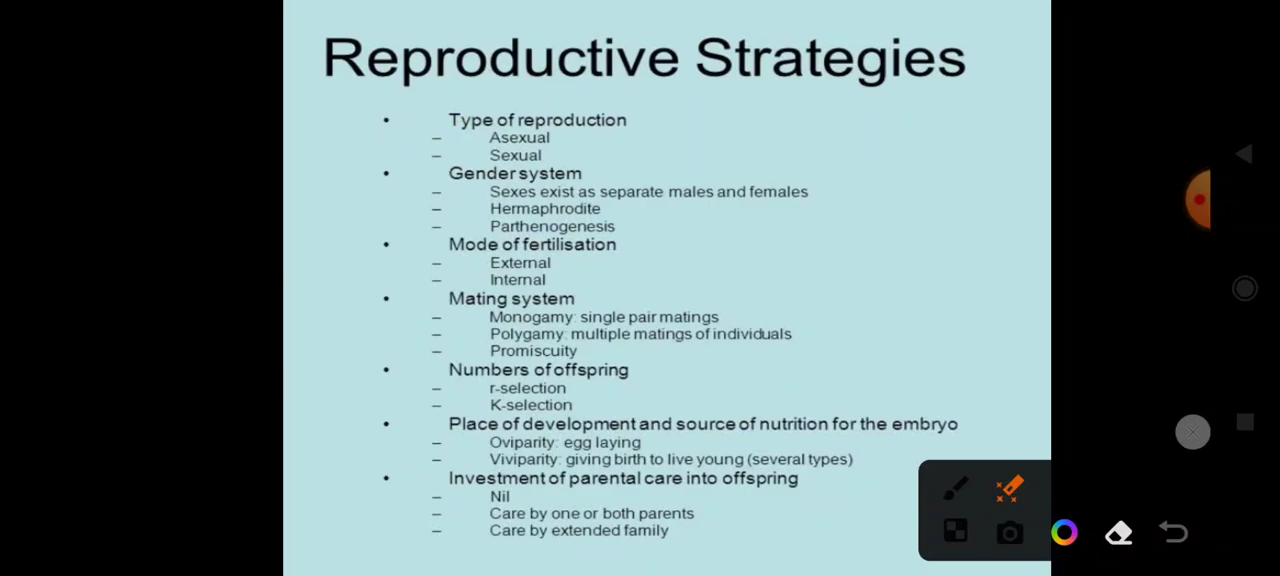 Reproductive Strategies
• Type of reproduction
– Asexual
– Sexual
• Gender system
– Sexes exist as separate males and females
– Hermaphrodite
– Parthenogenesis
• Mode of fertilisation
– External
– Internal
• Mating system
– Monogamy: single pair matings
– Polygamy: multiple matings of individuals
– Promiscuity
• Numbers of offspring
– r-selection
– K-selection
• Place of development and source of nutrition for the embryo
– Oviparity: egg laying
– Viviparity: giving birth to live young (several types)
• Investment of parental care into offspring
– Nil
– Care by one or both parents
– Care by extended family